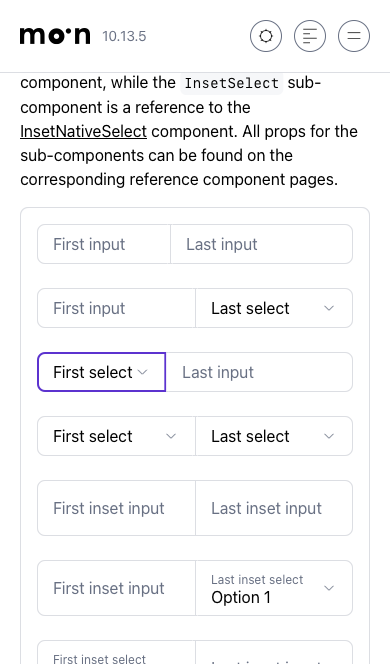 moon 10.13.5
component, while the InsetSelect sub-
component is a reference to the
InsetNativeSelect component. All props for the
sub-components can be found on the
corresponding reference component pages.
First input Last input
First input Last select
First select Last input
First select Last select
First inset input Last inset input
First inset input Last inset select
Option 1
First inset select